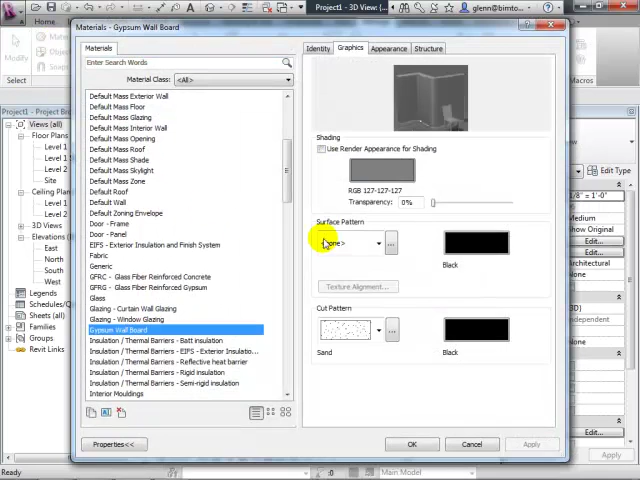 Project1 - 3D View: {
glenn@bimto...
Modify
Select
Macros
Project1 - Project Bro
Views (all)
Floor Plans
Level 1
Level 2
Site
Ceiling Plans
Level 1
Level 2
3D Views
Elevations (
East
North
South
West
Legends
Schedules/Q
Sheets (all)
Families
Groups
Revit Links
Ready
Materials - Gypsum Wall Board
Materials
Enter Search Words
Material Class:
<All>
Default Mass Exterior Wall
Default Mass Floor
Default Mass Glazing
Default Mass Interior Wall
Default Mass Opening
Default Mass Roof
Default Mass Shade
Default Mass Skylight
Default Mass Zone
Default Roof
Default Wall
Default Zoning Envelope
Door - Frame
Door - Panel
EIFS - Exterior Insulation and Finish System
Fabric
Generic
GFRC - Glass Fiber Reinforced Concrete
GFRG - Glass Fiber Reinforced Gypsum
Glass
Glazing - Curtain Wall Glazing
Glazing - Window Glazing
Gypsum Wall Board
Insulation / Thermal Barriers - Batt insulation
Insulation / Thermal Barriers - EIFS - Exterior Insulatio...
Insulation / Thermal Barriers - Reflective heat barrier
Insulation / Thermal Barriers - Rigid insulation
Insulation / Thermal Barriers - Semi-rigid insulation
Interior Mouldings
Properties<<
Identity
Graphics
Appearance
Structure
Shading
Use Render Appearance for Shading
RGB 127-127-127
Transparency:
0%
Surface Pattern
...
Black
Texture Alignment...
Cut Pattern
...
Sand
Black
OK
Cancel
Apply
Edit Type
1/8" = 1'-0"
Medium
Show Original
Edit...
Edit...
Independent
Edit...
Apply
:0
Main Model